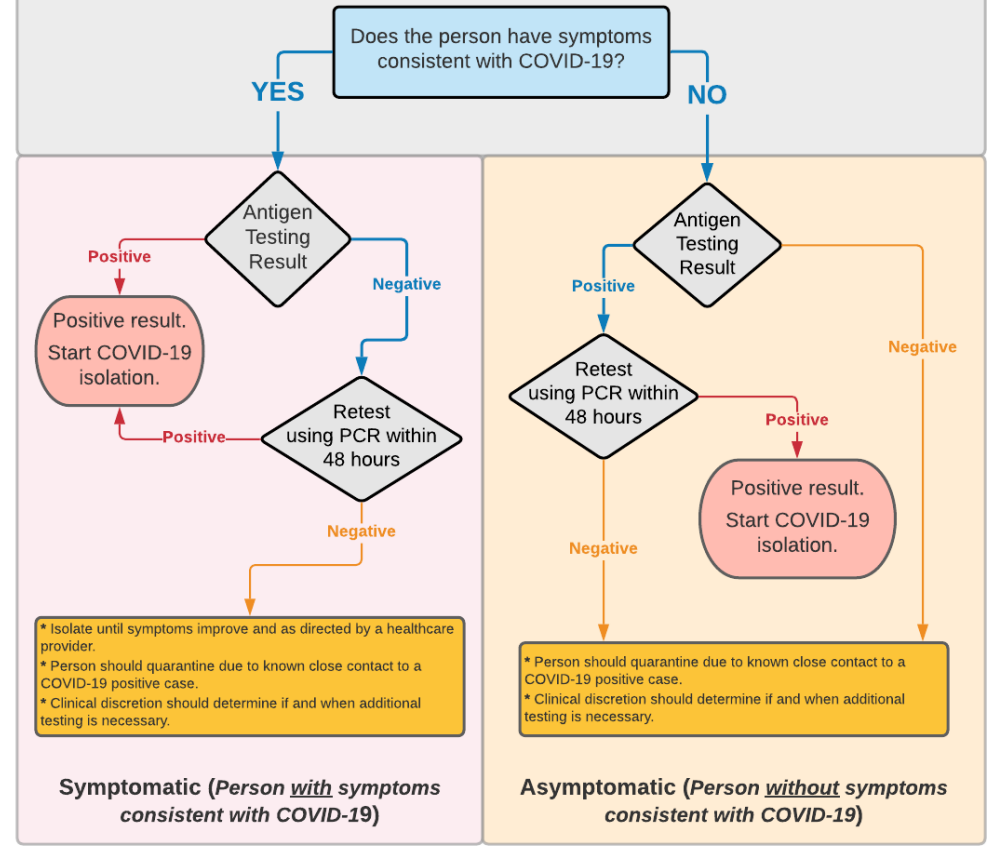 Does the person have symptoms
consistent with COVID-19?
YES
NO
Antigen
Testing
Result
Positive
Negative
Positive result.
Start COVID-19
isolation.
Retest
using PCR within
48 hours
Positive
Negative
* Isolate until symptoms improve and as directed by a healthcare
provider.
* Person should quarantine due to known close contact to a
COVID-19 positive case.
* Clinical discretion should determine if and when additional
testing is necessary.
Symptomatic (Person with symptoms
consistent with COVID-19)
Antigen
Testing
Result
Positive
Negative
Retest
using PCR within
48 hours
Positive
Positive result.
Start COVID-19
isolation.
Negative
* Person should quarantine due to known close contact to a
COVID-19 positive case.
* Clinical discretion should determine if and when additional
testing is necessary.
Asymptomatic (Person without symptoms
consistent with COVID-19)